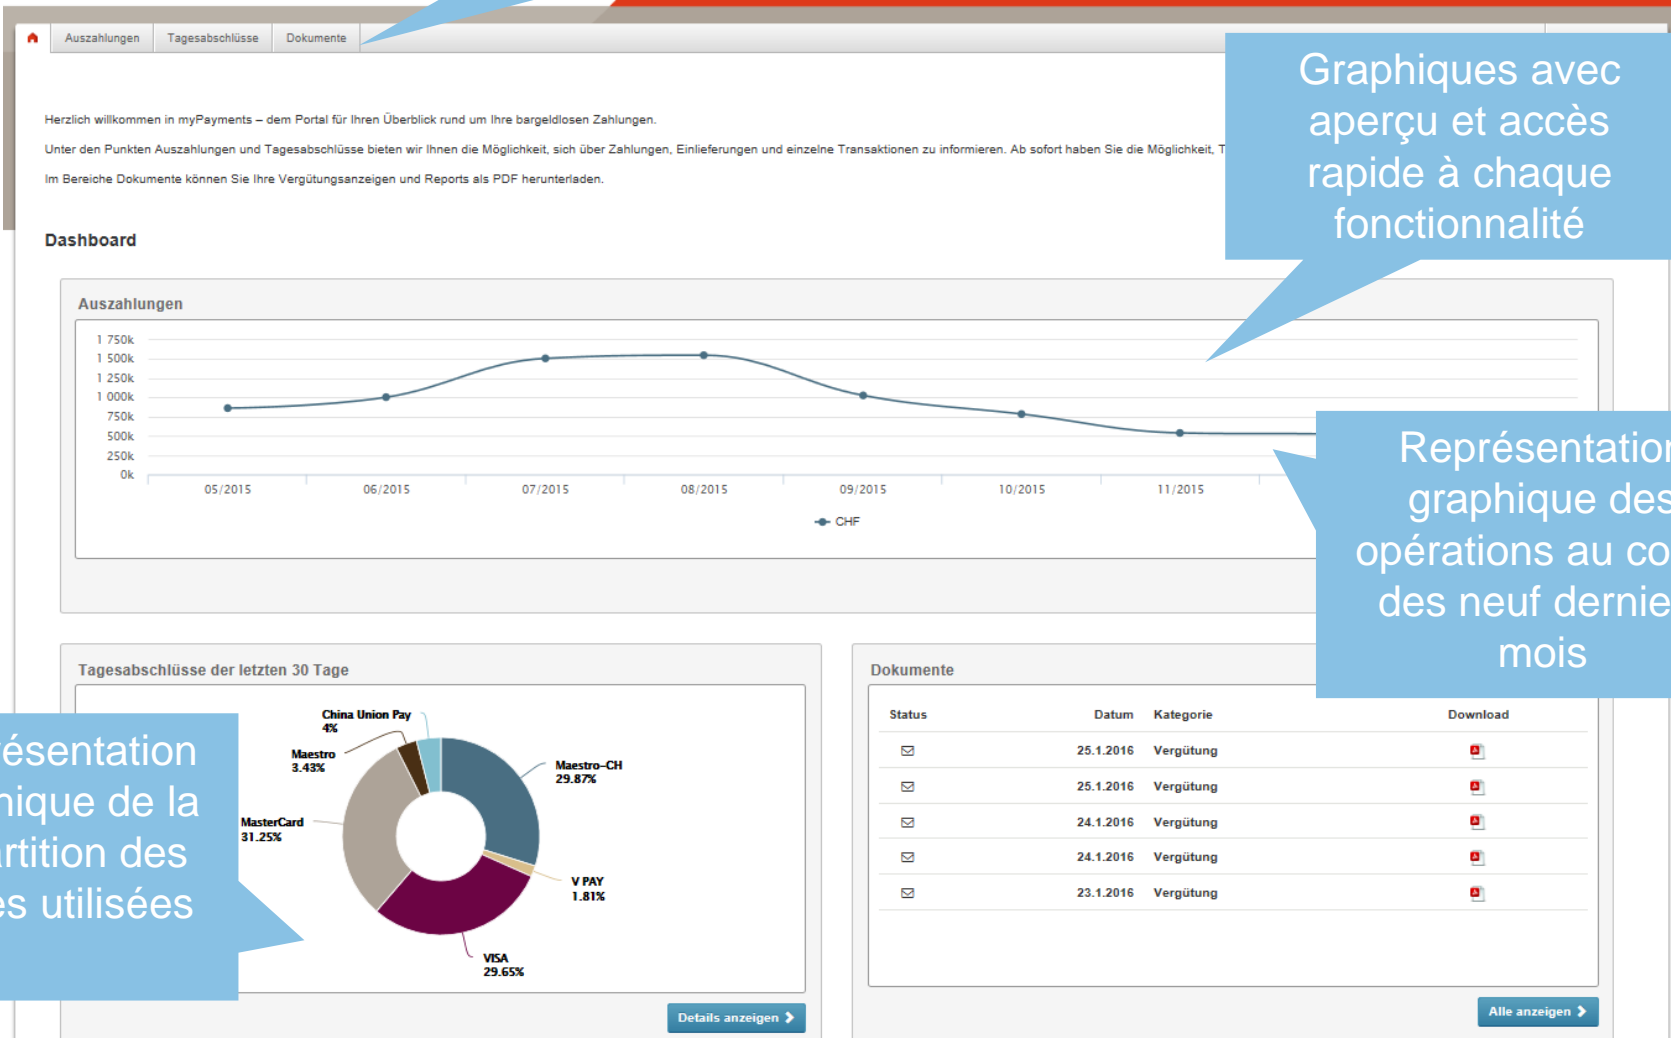 Auszahlungen
Tagesabschlüsse
Dokumente
Graphiques avec
aperçu et accès
rapide à chaque
fonctionnalité
Herzlich willkommen in myPayments – dem Portal für Ihren Überblick rund um Ihre bargeldlosen Zahlungen.
Unter den Punkten Auszahlungen und Tagesabschlüsse bieten wir Ihnen die Möglichkeit, sich über Zahlungen, Einlieferungen und einzelne Transaktionen zu informieren. Ab sofort haben Sie die Möglichkeit, T
Im Bereiche Dokumente können Sie Ihre Vergütungsanzeigen und Reports als PDF herunterladen.
Dashboard
Auszahlungen
1 750k
1 500k
1 250k
1 000k
750k
500k
250k
0k
05/2015
06/2015
07/2015
08/2015
09/2015
10/2015
11/2015
CHF
Représentation
graphique des
opérations au co
des neuf dernie
mois
Tagesabschlüsse der letzten 30 Tage
China Union Pay
4%
Maestro
3.43%
MasterCard
31.25%
Maestro-CH
29.87%
V PAY
1.81%
VISA
29.65%
ésentation
ique de la
rtition des
es utilisées
Details anzeigen
Dokumente
Status Datum Kategorie Download
25.1.2016 Vergütung
25.1.2016 Vergütung
24.1.2016 Vergütung
24.1.2016 Vergütung
23.1.2016 Vergütung
Alle anzeigen